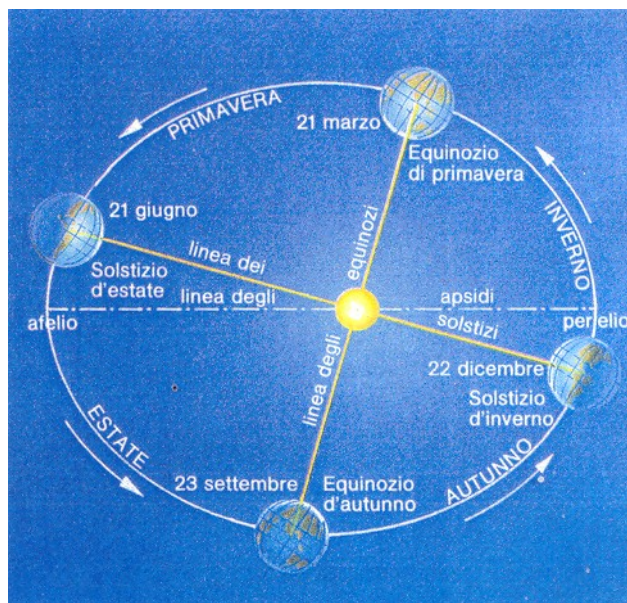 PRIMAVERA
21 marzo
Equinozio
di primavera
INVERNO
21 giugno
Solstizio
d'estate
linea dei
solstizi
equinozi
linea degli
linea degli
apsidi
afelio
perielio
22 dicembre
Solstizio
d'inverno
ESTATE
23 settembre
Equinozio
d'autunno
AUTUNNO